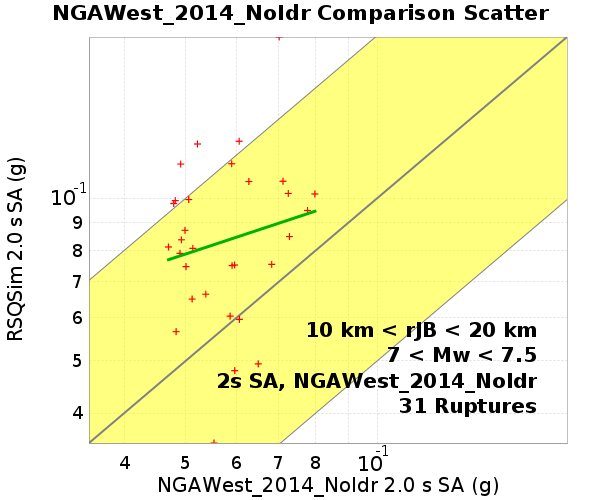 NGAWest_2014_NoIdr Comparison Scatter
RSQSim 2.0 s SA (g)
10-1
9
8
7
6
5
4
10 km < rJB < 20 km
7 < Mw < 7.5
2s SA, NGAWest_2014_NoIdr
31 Ruptures
4 5 6 7 8 10-1
NGAWest_2014_NoIdr 2.0 s SA (g)